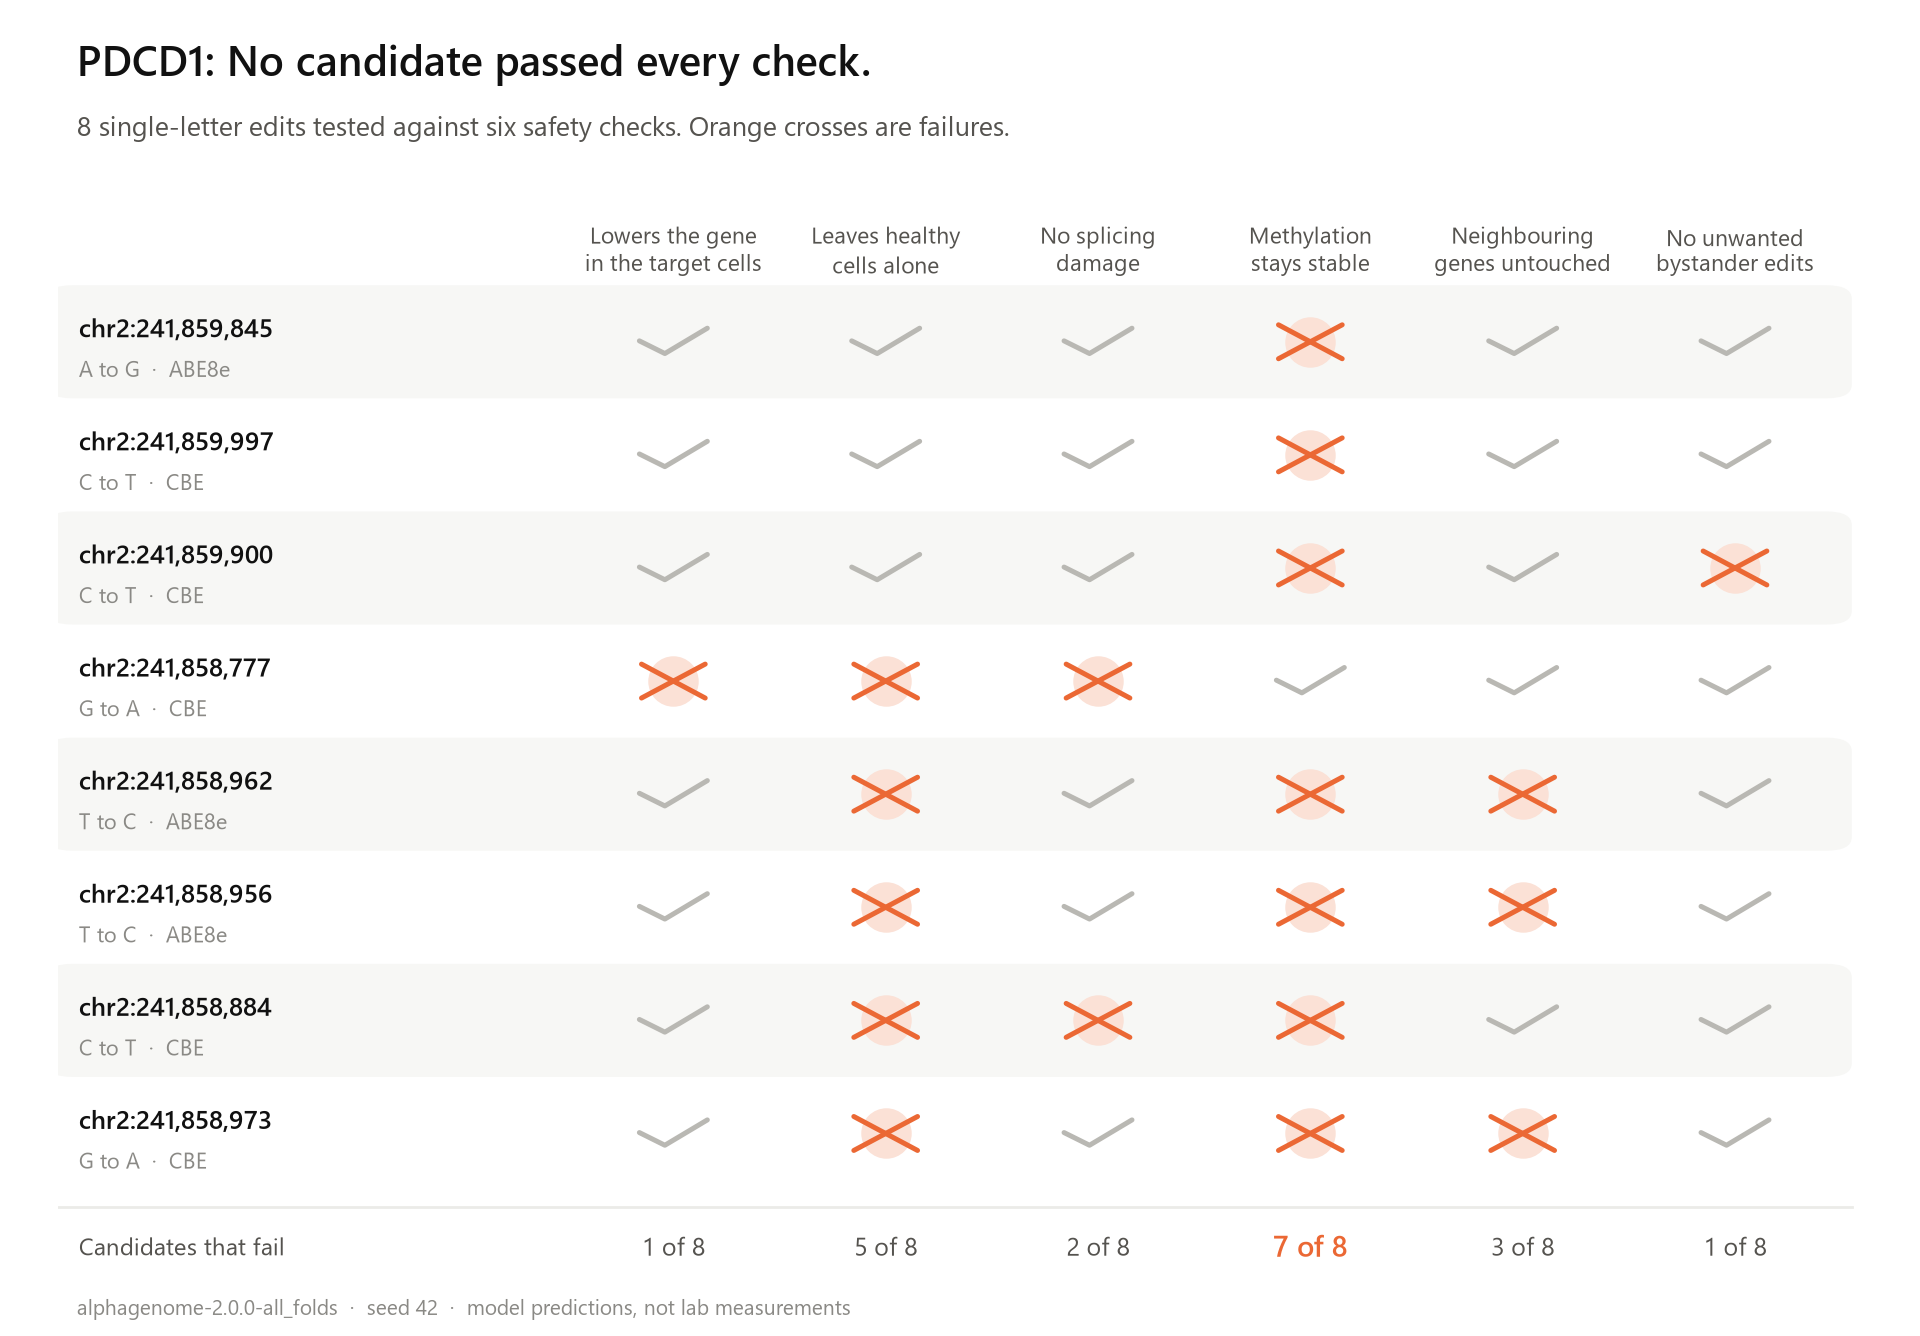 PDCD1: No candidate passed every check.
8 single-letter edits tested against six safety checks. Orange crosses are failures.
Lowers the gene
in the target cells
Leaves healthy
cells alone
No splicing
damage
Methylation
stays stable
Neighbouring
genes untouched
No unwanted
bystander edits
chr2:241,859,845
A to G · ABE8e
chr2:241,859,997
C to T · CBE
chr2:241,859,900
C to T · CBE
chr2:241,858,777
G to A · CBE
chr2:241,858,962
T to C · ABE8e
chr2:241,858,956
T to C · ABE8e
chr2:241,858,884
C to T · CBE
chr2:241,858,973
G to A · CBE
Candidates that fail 1 of 8 5 of 8 2 of 8 7 of 8 3 of 8 1 of 8
alphagenome-2.0.0-all_folds · seed 42 · model predictions, not lab measurements